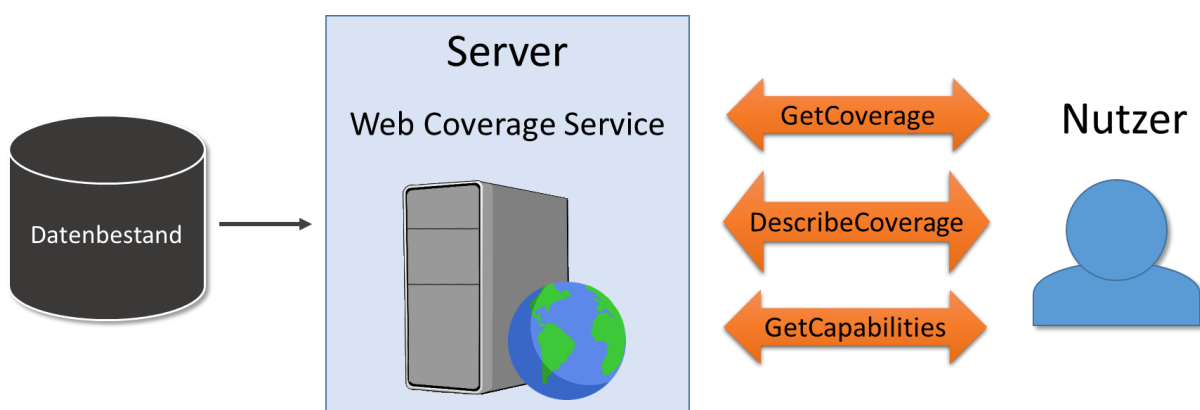 Datenbestand
Server
Web Coverage Service
GetCoverage
DescribeCoverage
GetCapabilities
Nutzer